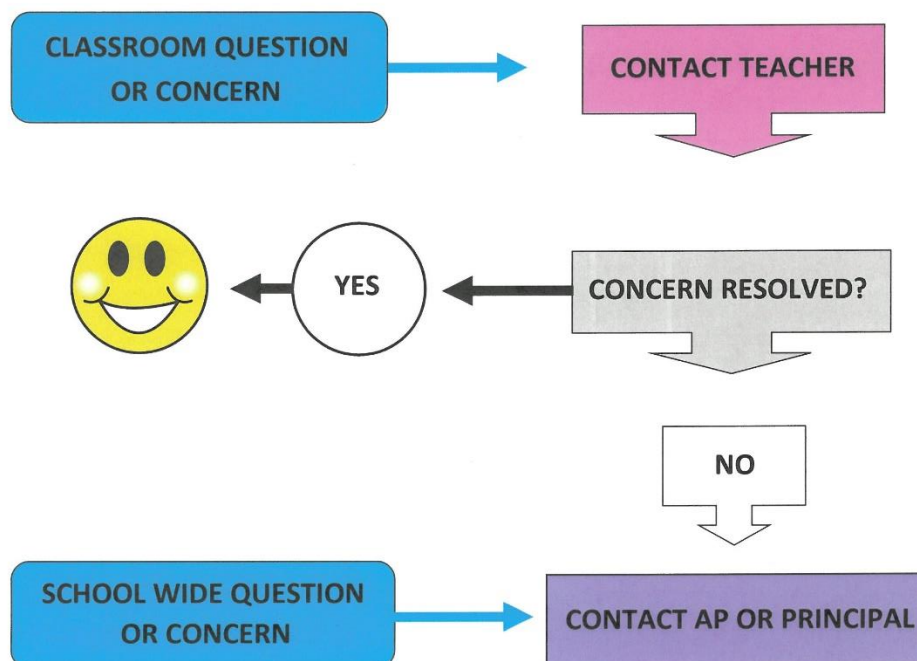 CLASSROOM QUESTION
OR CONCERN
CONTACT TEACHER
YES
CONCERN RESOLVED?
NO
SCHOOL WIDE QUESTION
OR CONCERN
CONTACT AP OR PRINCIPAL